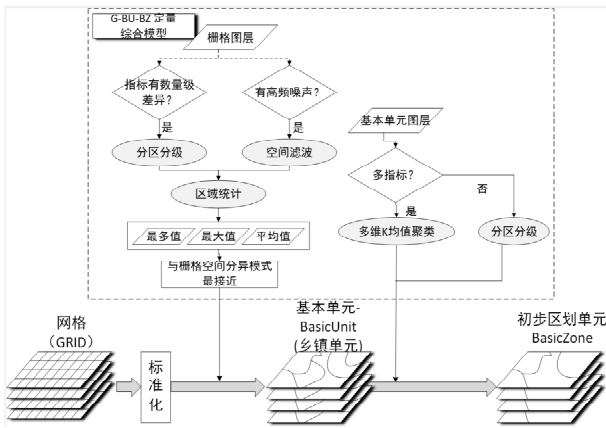 G-BU-BZ 定量
综合模型
栅格图层
指标有数量级
差异？
有高频噪声？
是
是
分区分级
空间滤波
区域统计
最多值
最大值
平均值
与栅格空间分异模式
最接近
基本单元图层
多指标？
否
是
多维K均值聚类
分区分级
网格
（GRID）
标
准
化
基本单元-
BasicUnit
(乡镇单元)
初步区划单元
BasicZone